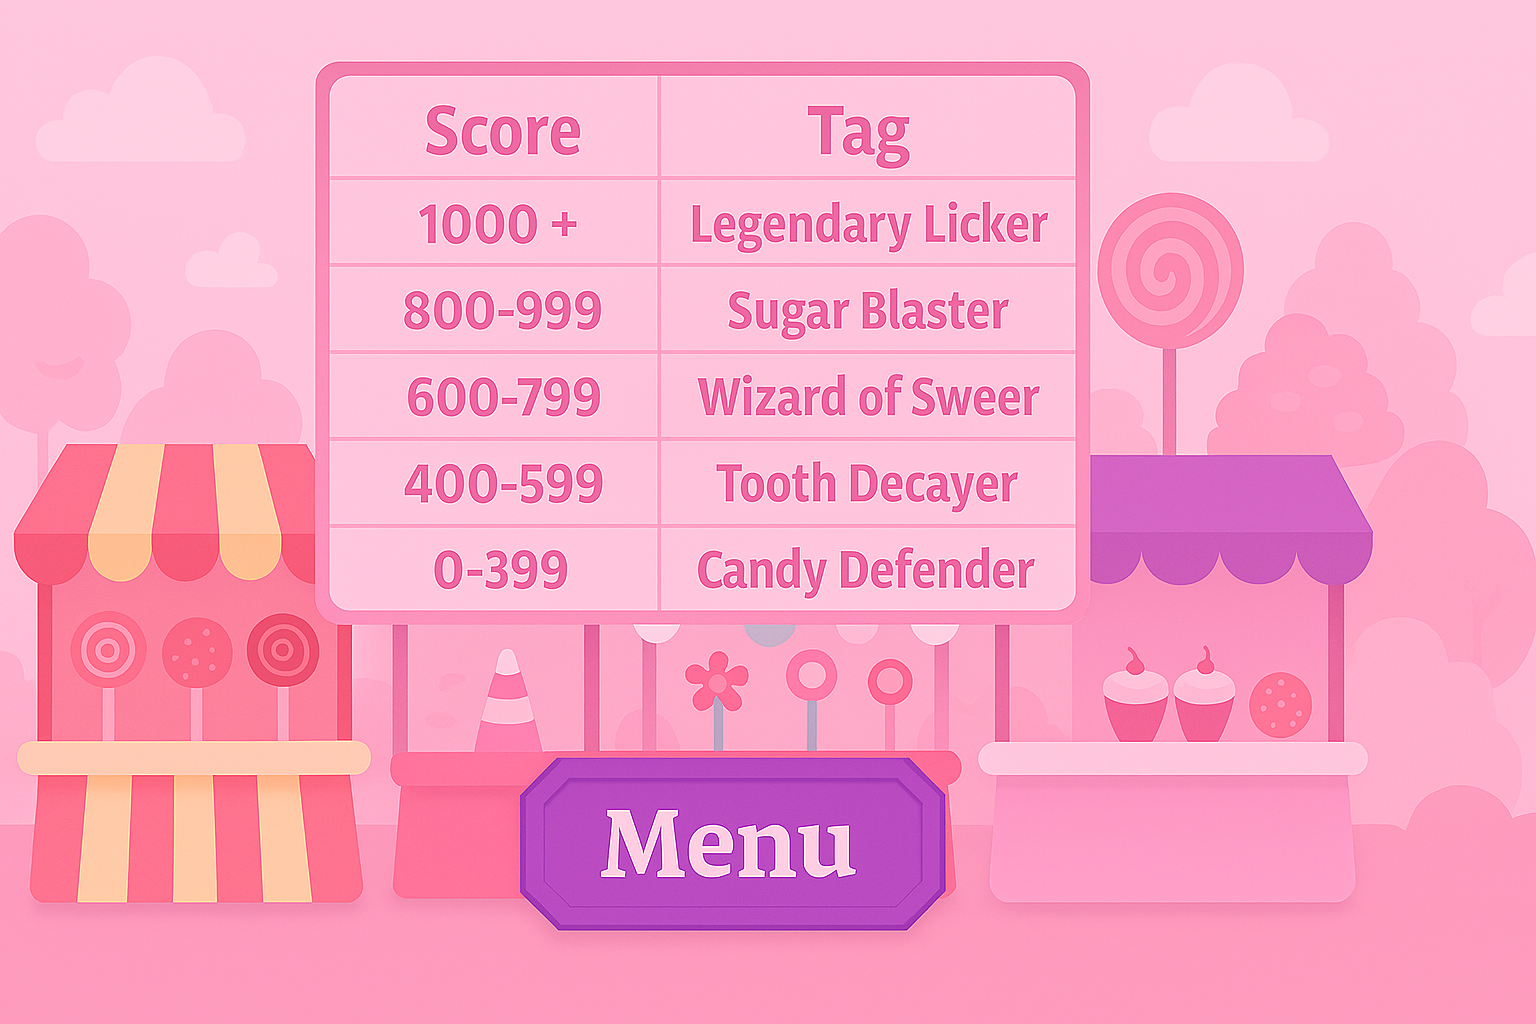 Score Tag
1000 + Legendary Licker
800-999 Sugar Blaster
600-799 Wizard of Sweer
400-599 Tooth Decayer
0-399 Candy Defender
Menu